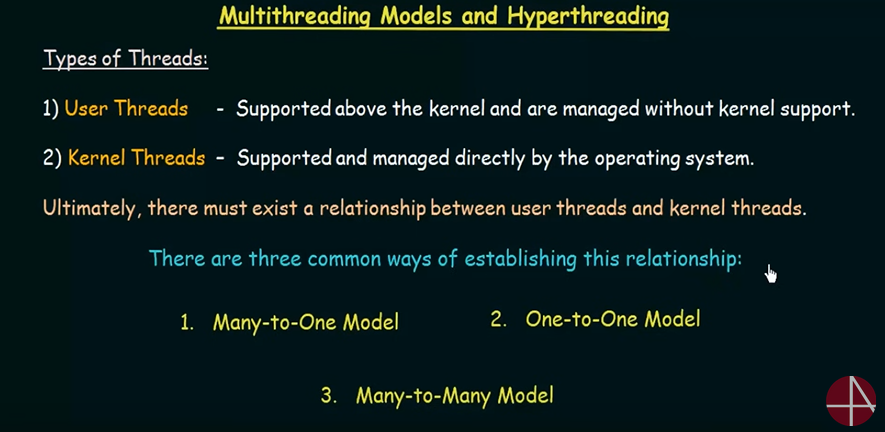 Multithreading Models and Hyperthreading
Types of Threads:
1) User Threads - Supported above the kernel and are managed without kernel support.
2) Kernel Threads - Supported and managed directly by the operating system.
Ultimately, there must exist a relationship between user threads and kernel threads.
There are three common ways of establishing this relationship:
1. Many-to-One Model
2. One-to-One Model
3. Many-to-Many Model